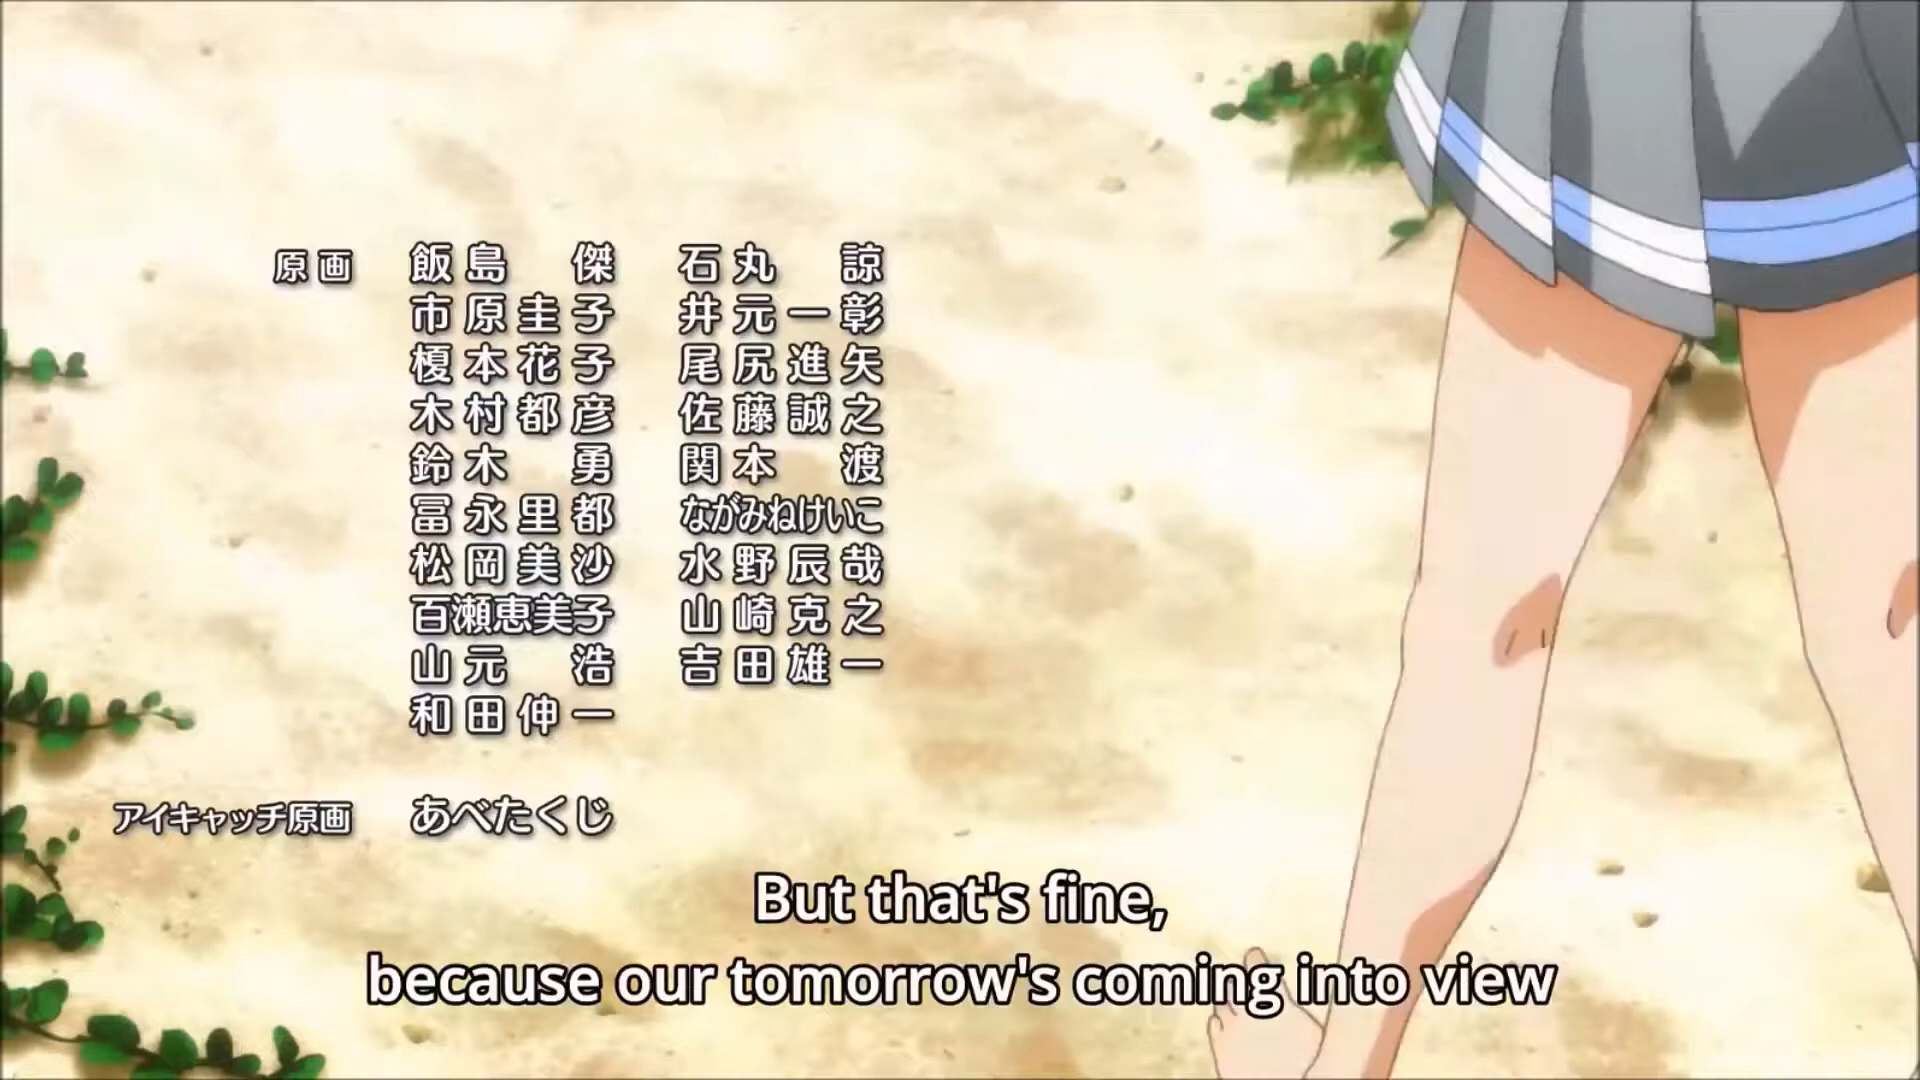 原画 飯島 傑 石丸 諒
市原圭子 井元一彰
榎本花子 尾尻進矢
木村都彦 佐藤誠之
鈴木 勇 関本 渡
冨永里都 ながみねけいこ
松岡美沙 水野辰哉
百瀬恵美子 山崎克之
山元 浩 吉田雄一
和田伸一
アイキャッチ原画 あべたくじ
But that's fine,
because our tomorrow's coming into view